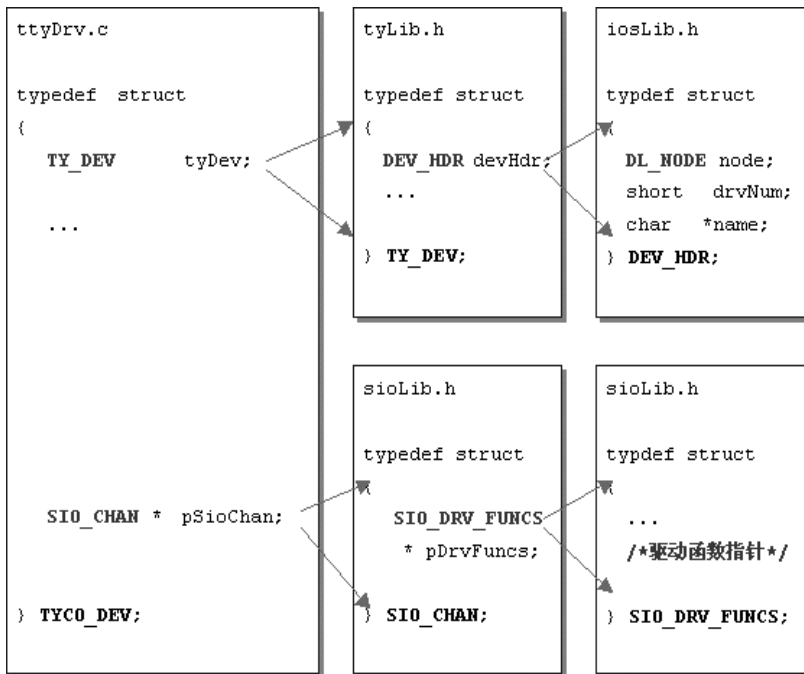 ttyDrv.c
typedef struct
{
TY_DEV tyDev;
...
SIO_CHAN * pSioChan;
} TYCO_DEV;
tyLib.h
typedef struct
{
DEV_HDR devHdr;
...
} TY_DEV;
iosLib.h
typdef struct
{
DL_NODE node;
short drvNum;
char *name;
} DEV_HDR;
sioLib.h
typedef struct
{
SIO_DRV_FUNCS
* pDrvFuncs;
} SIO_CHAN;
sioLib.h
typdef struct
{
...
/*驱动函数指针*/
} SIO_DRV_FUNCS;